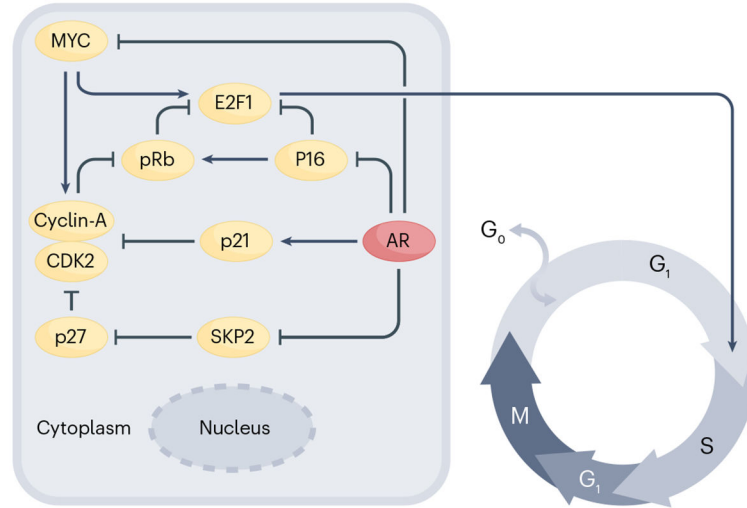 MYC
E2F1
pRb
P16
Cyclin-A
CDK2
p21
AR
p27
SKP2
Cytoplasm
Nucleus
G₀
G₁
S
G₁
M